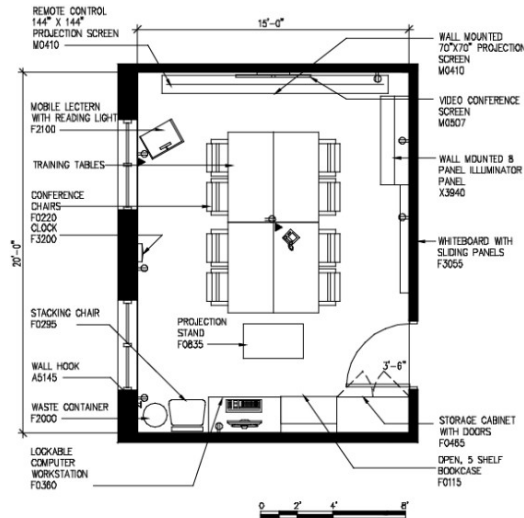 REMOTE CONTROL
144" X 144"
PROJECTION SCREEN
M0410
15'-0"
WALL MOUNTED
70"X70" PROJECTION
SCREEN
M0410
VIDEO CONFERENCE
SCREEN
M0507
MOBILE LECTERN
WITH READING LIGHT
F2100
TRAINING TABLES
WALL MOUNTED 8
PANEL ILLUMINATOR
PANEL
X3940
CONFERENCE
CHAIRS
F0220
CLOCK
F3200
20'-0"
WHITEBOARD WITH
SLIDING PANELS
F3055
STACKING CHAIR
F0295
PROJECTION
STAND
F0835
WALL HOOK
A5145
3'-6"
WASTE CONTAINER
F2000
STORAGE CABINET
WITH DOORS
F0465
LOCKABLE
COMPUTER
WORKSTATION
F0360
OPEN, 5 SHELF
BOOKCASE
F0115
0 2' 4' 8'